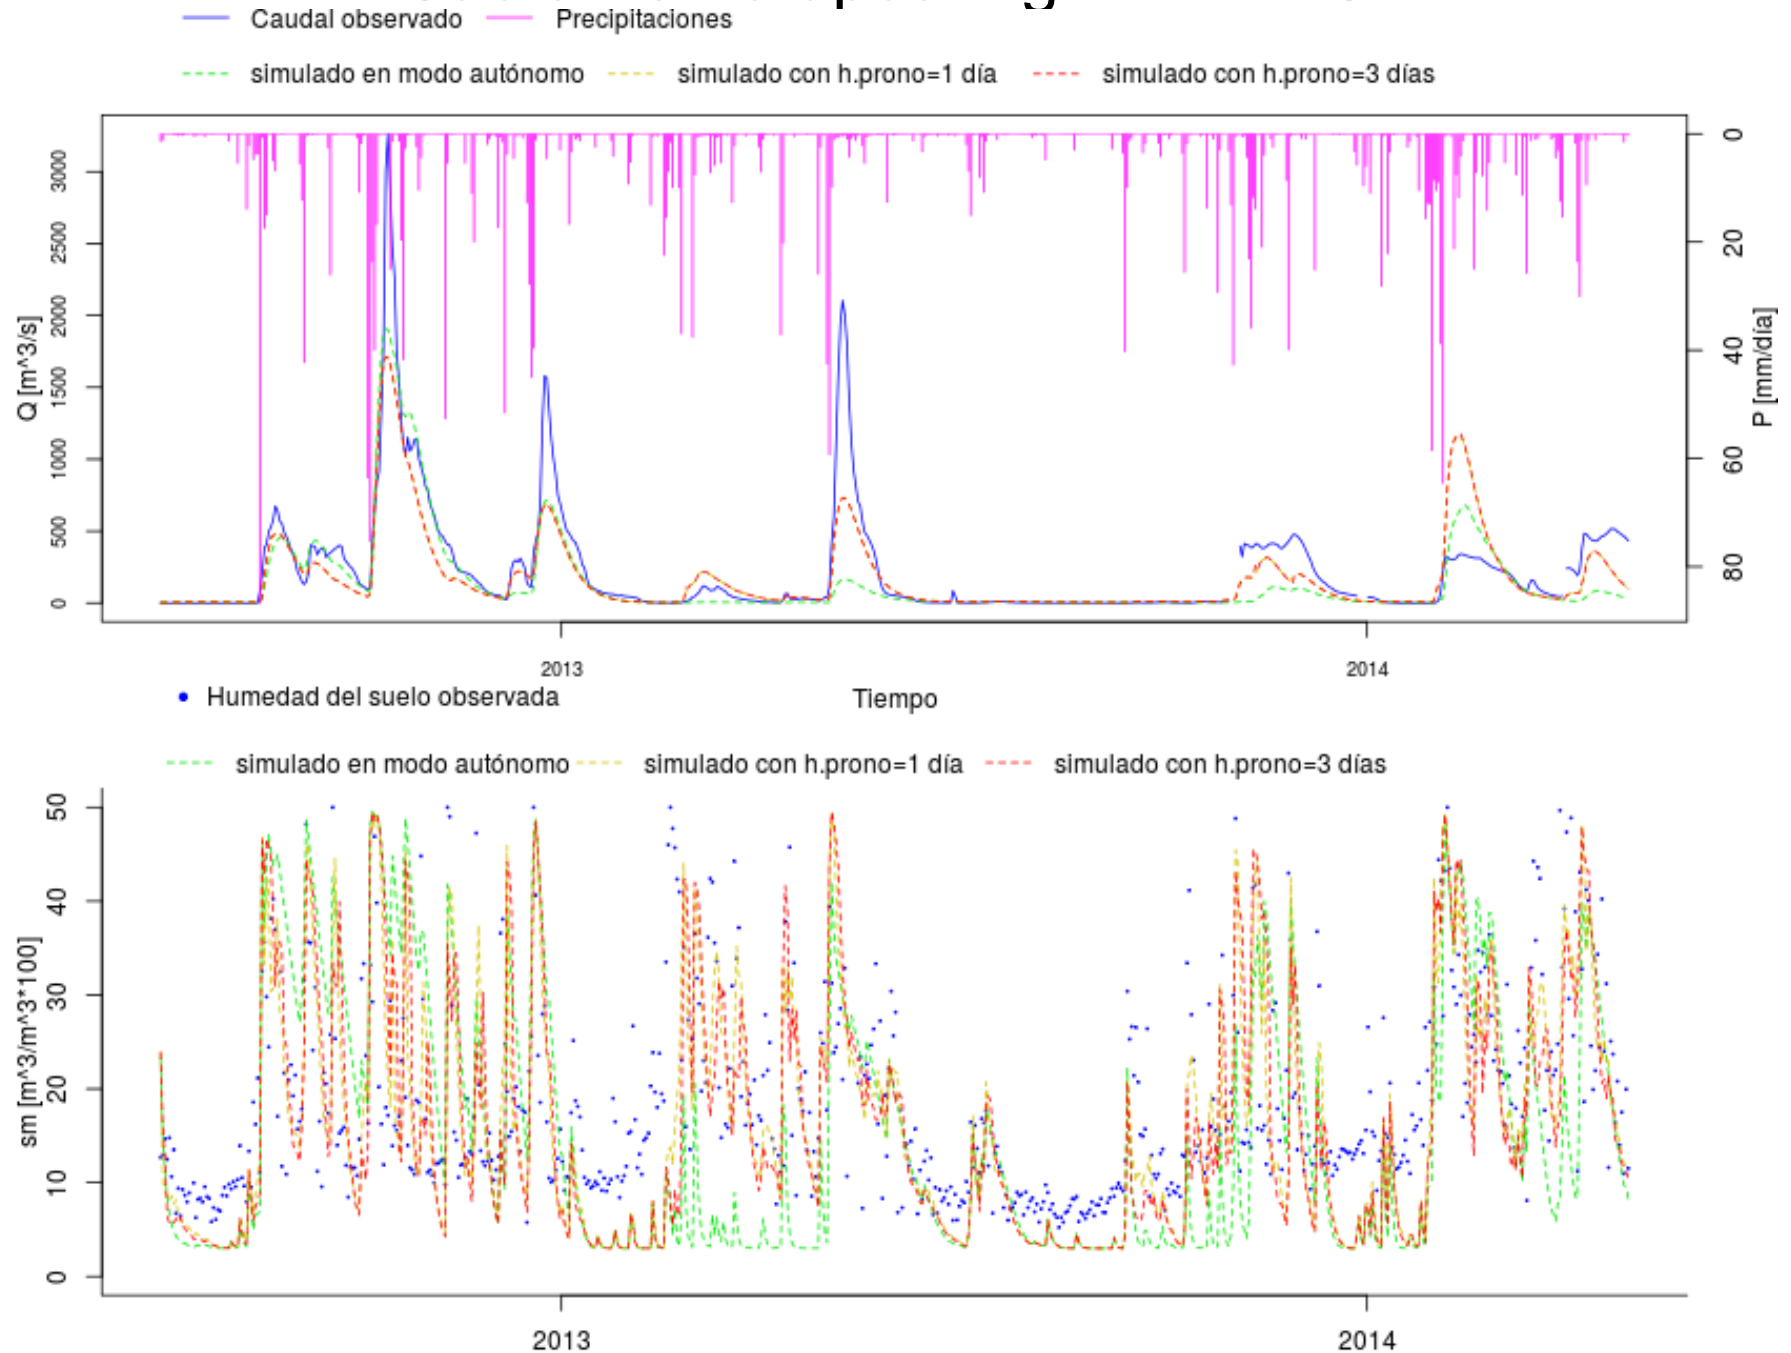 Caudal observado Precipitaciones
simulado en modo autónomo simulado con h.prono=1 día simulado con h.prono=3 días
Q [m^3/s]
0 500 1000 1500 2000 2500 3000
P [mm/día]
0 20 40 60 80
2013 2014
Tiempo
Humedad del suelo observada
simulado en modo autónomo simulado con h.prono=1 día simulado con h.prono=3 días
sm [m^3/m^3*100]
0 10 20 30 40 50
2013 2014